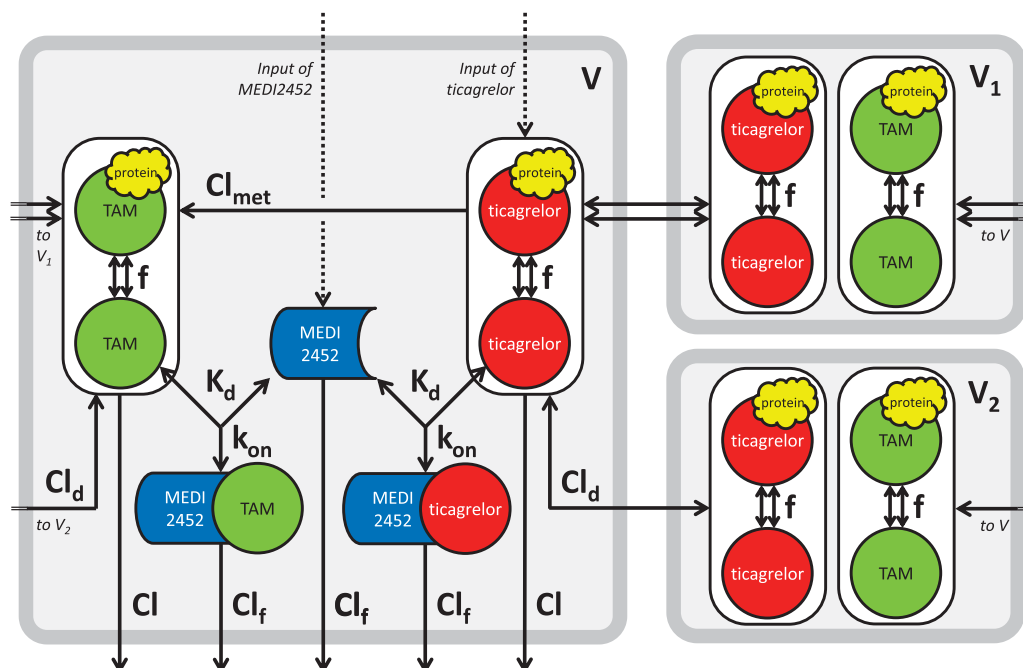 Input of
MEDI2452
Input of
ticagrelor
V
protein
TAM
f
TAM
to
V1
Clmet
protein
ticagrelor
f
ticagrelor
MEDI
2452
Kd
Kd
kon
kon
MEDI
2452
TAM
MEDI
2452
ticagrelor
Cld
to V2
Cld
Cl
Clf
Clf
Clf
Cl
V1
protein
ticagrelor
f
ticagrelor
protein
TAM
f
TAM
to V
V2
protein
ticagrelor
f
ticagrelor
protein
TAM
f
TAM
to V